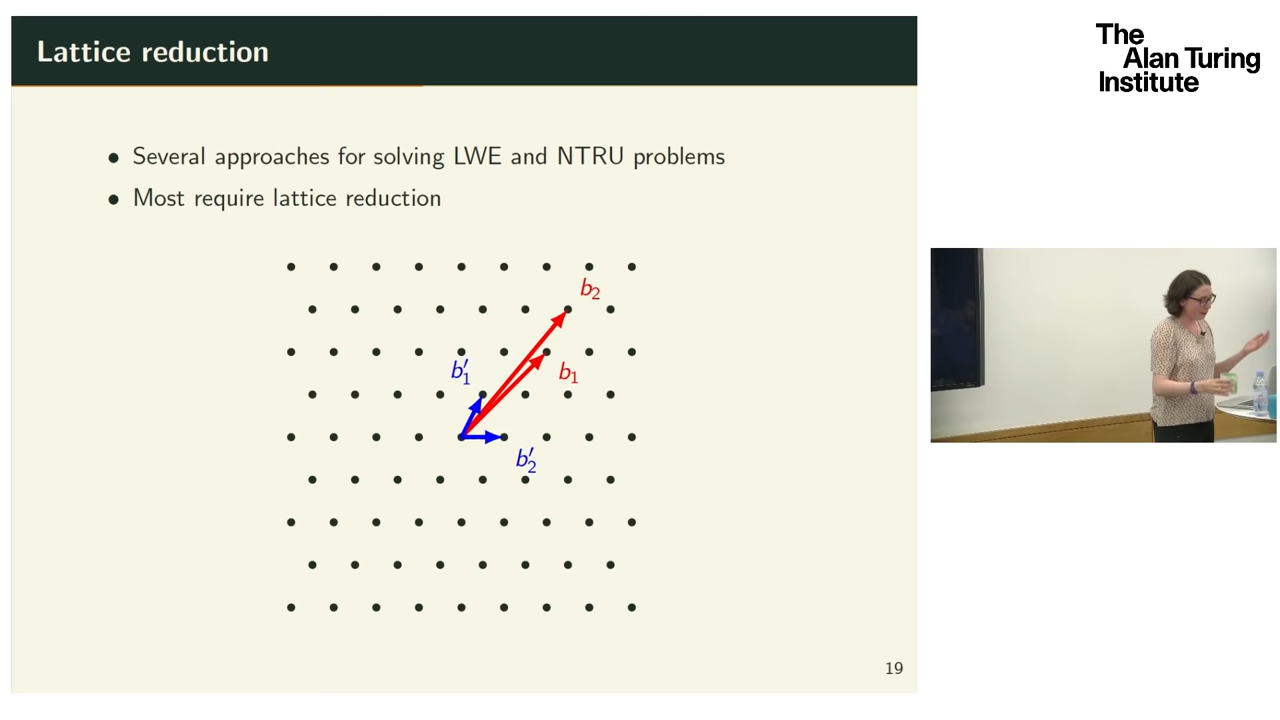 Lattice reduction
The
Alan Turing
Institute
• Several approaches for solving LWE and NTRU problems
• Most require lattice reduction
b₂
b₁
b′₁
b′₂
19